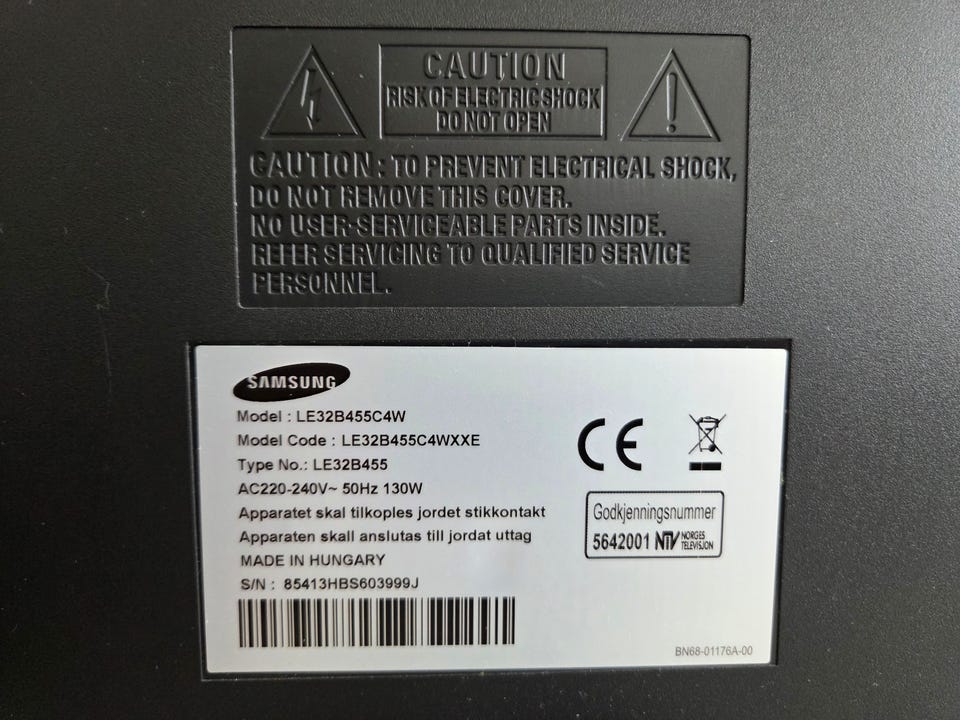 CAUTION
RISK OF ELECTRIC SHOCK
DO NOT OPEN
CAUTION : TO PREVENT ELECTRICAL SHOCK,
DO NOT REMOVE THIS COVER.
NO USER-SERVICEABLE PARTS INSIDE.
REFER SERVICING TO QUALIFIED SERVICE
PERSONNEL.
SAMSUNG
Model : LE32B455C4W
Model Code : LE32B455C4WXXE
Type No.: LE32B455
AC220-240V~ 50Hz 130W
Apparatet skal tilkoples jordet stikkontakt
Apparaten skall anslutas till jordat uttag
MADE IN HUNGARY
S/N : 85413HBS603999J
CE
Godkjenningsnummer
5642001 NTV NORGES
TELEVISJON
BN68-01176A-00